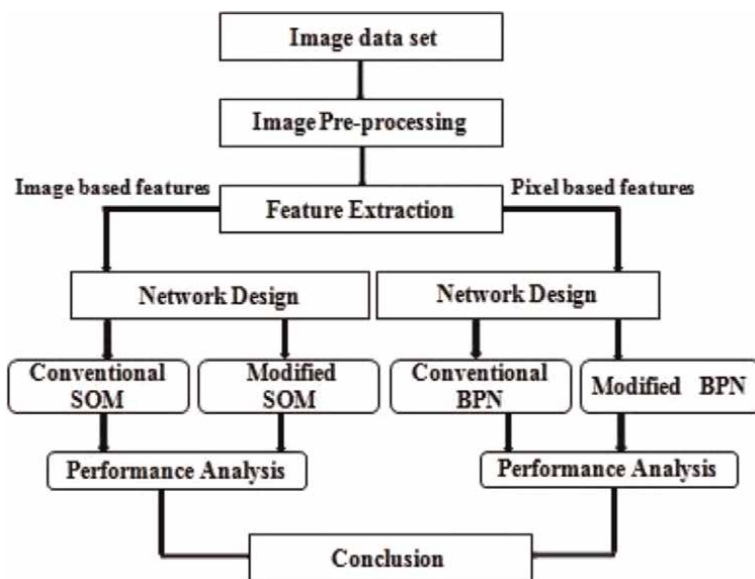 Image data set
Image Pre-processing
Image based features
Pixel based features
Feature Extraction
Network Design
Network Design
Conventional
SOM
Modified
SOM
Conventional
BPN
Modified BPN
Performance Analysis
Performance Analysis
Conclusion